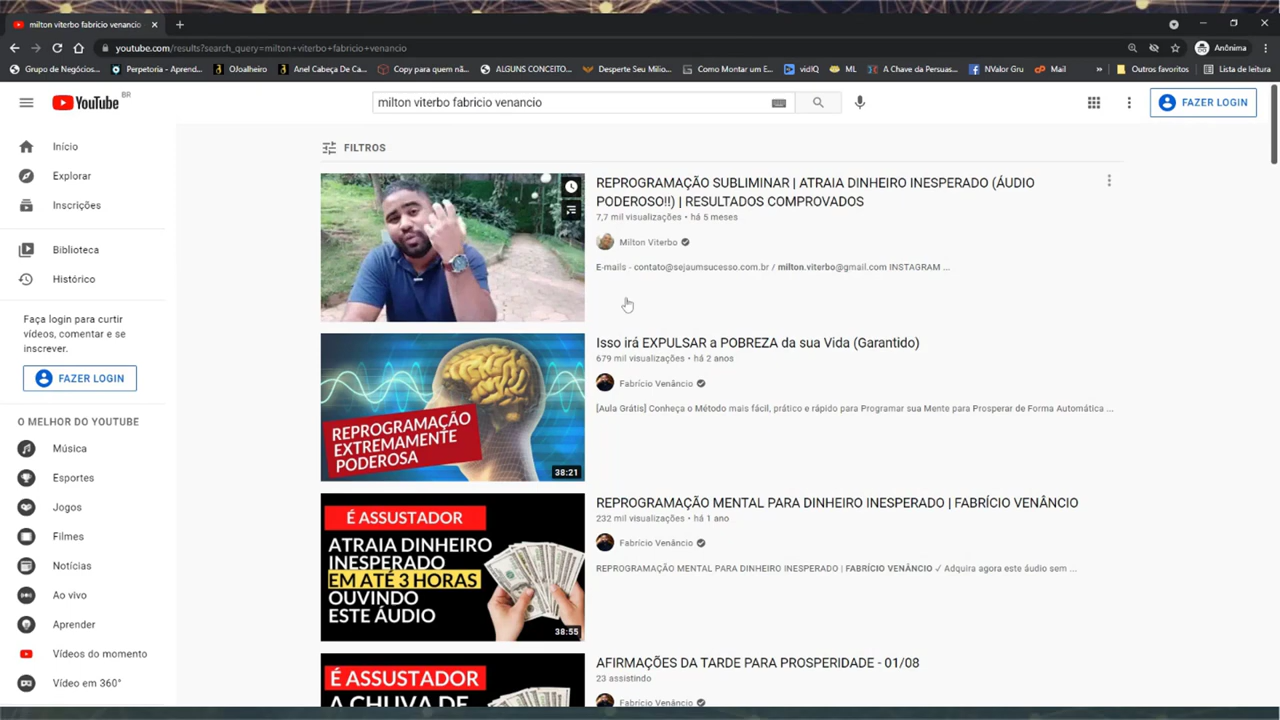 milton viterbo fabricio venancio
youtube.com/results?search_query=milton+viterbo+fabricio+venancio
Anônima
Grupo de Negócios...
Perpetoria - Aprend...
OJoalheiro
Anel Cabeça De Ca...
Copy para quem nã...
ALGUNS CONCEITO...
Desperte Seu Milio...
Como Montar um E...
vidIQ
ML
A Chave da Persuas...
NValor Gru
Mail
»
Outros favoritos
Lista de leitura
YouTube BR
milton viterbo fabricio venancio
FAZER LOGIN
Início
Explorar
Inscrições
Biblioteca
Histórico
Faça login para curtir
vídeos, comentar e se
inscrever.
FAZER LOGIN
O MELHOR DO YOUTUBE
Música
Esportes
Jogos
Filmes
Notícias
Ao vivo
Aprender
Vídeos do momento
Vídeo em 360°
FILTROS
REPROGRAMAÇÃO SUBLIMINAR | ATRAIA DINHEIRO INESPERADO (ÁUDIO
PODEROSO!!) | RESULTADOS COMPROVADOS
7,7 mil visualizações • há 5 meses
Milton Viterbo
E-mails - contato@sejaumsucesso.com.br / milton.viterbo@gmail.com INSTAGRAM ...
REPROGRAMAÇÃO
EXTREMAMENTE
PODEROSA
38:21
Isso irá EXPULSAR a POBREZA da sua Vida (Garantido)
679 mil visualizações • há 2 anos
Fabrício Venâncio
[Aula Grátis] Conheça o Método mais fácil, prático e rápido para Programar sua Mente para Prosperar de Forma Automática ...
É ASSUSTADOR
ATRAIA DINHEIRO
INESPERADO
EM ATÉ 3 HORAS
OUVINDO
ESTE ÁUDIO
38:55
REPROGRAMAÇÃO MENTAL PARA DINHEIRO INESPERADO | FABRÍCIO VENÂNCIO
232 mil visualizações • há 1 ano
Fabrício Venâncio
REPROGRAMAÇÃO MENTAL PARA DINHEIRO INESPERADO | FABRÍCIO VENÂNCIO ✓ Adquira agora este áudio sem ...
É ASSUSTADOR
A CHUVA DE
AFIRMAÇÕES DA TARDE PARA PROSPERIDADE - 01/08
23 assistindo
Fabrício Venâncio